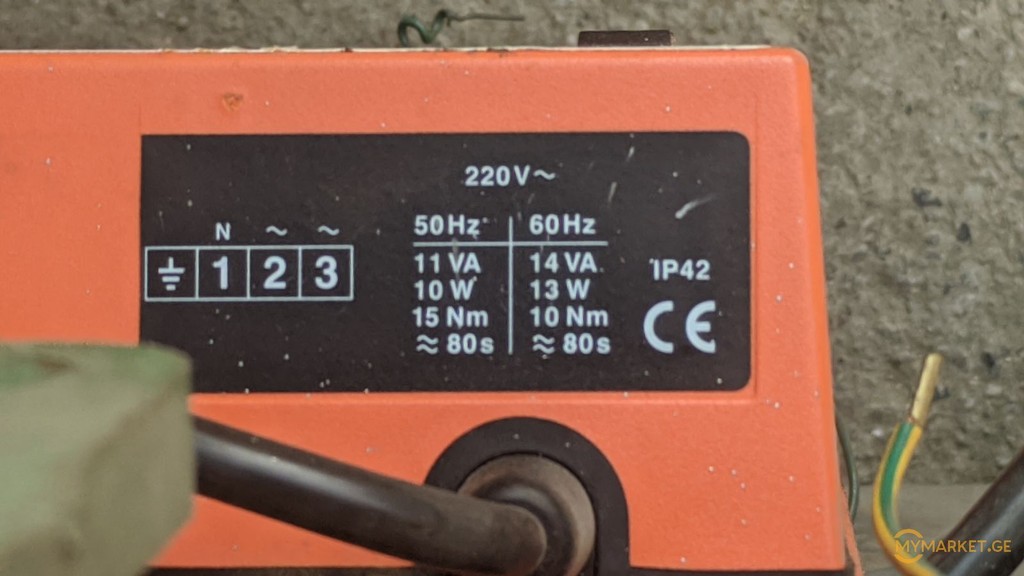 220V~
N ~ ~
1 2 3
50Hz 60Hz
11 VA 14 VA
10 W 13 W
15 Nm 10 Nm
≈ 80s ≈ 80s
IP42
CE
MYMARKET.GE